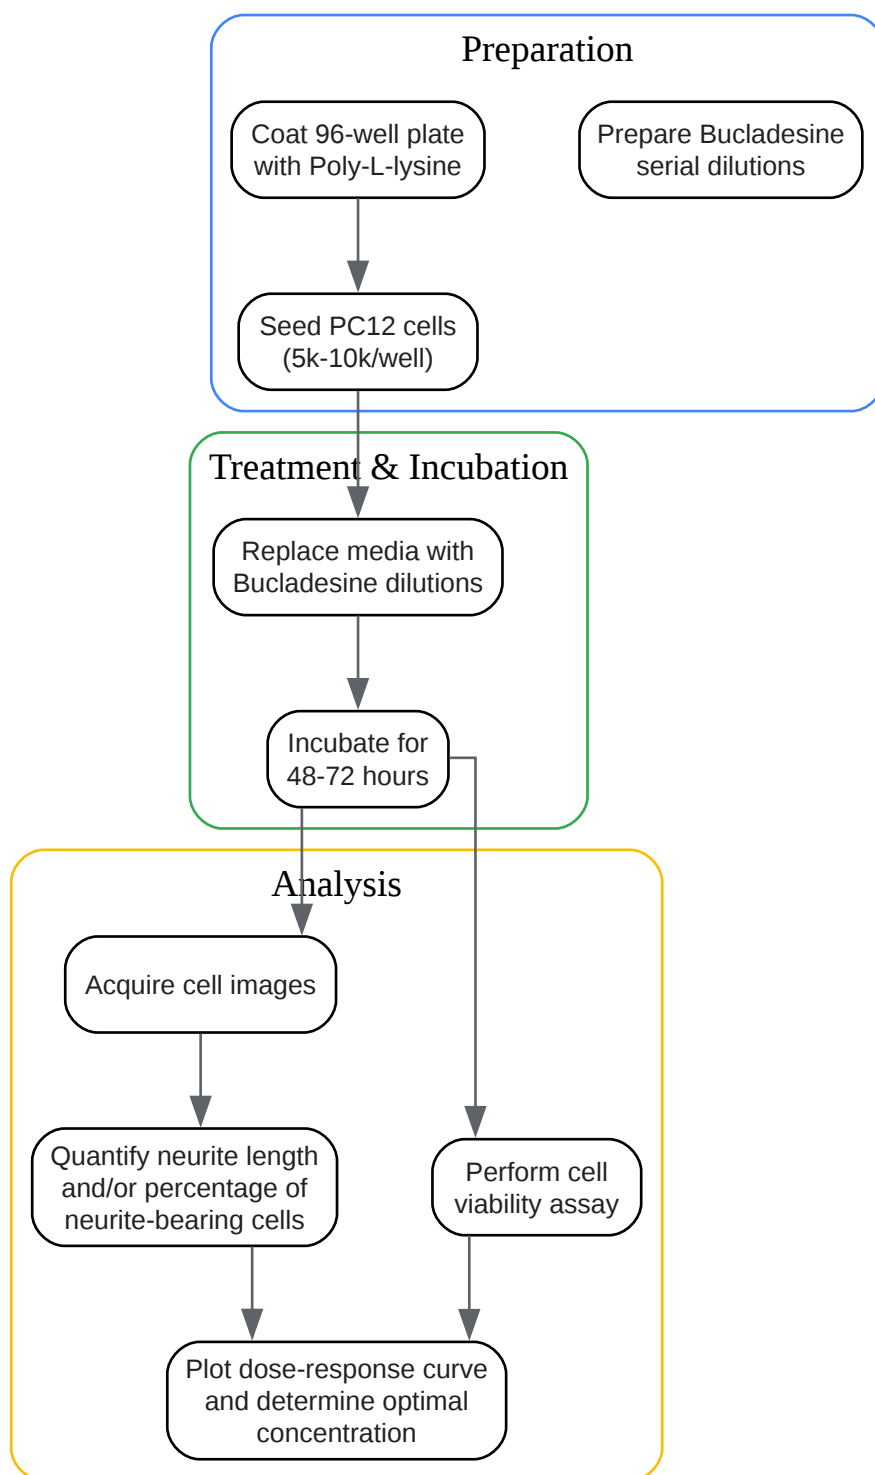 Preparation
Coat 96-well plate
with Poly-L-lysine
Prepare Bucladesine
serial dilutions
Seed PC12 cells
(5k-10k/well)
Treatment & Incubation
Replace media with
Bucladesine dilutions
Incubate for
48-72 hours
Analysis
Acquire cell images
Quantify neurite length
and/or percentage of
neurite-bearing cells
Perform cell
viability assay
Plot dose-response curve
and determine optimal
concentration